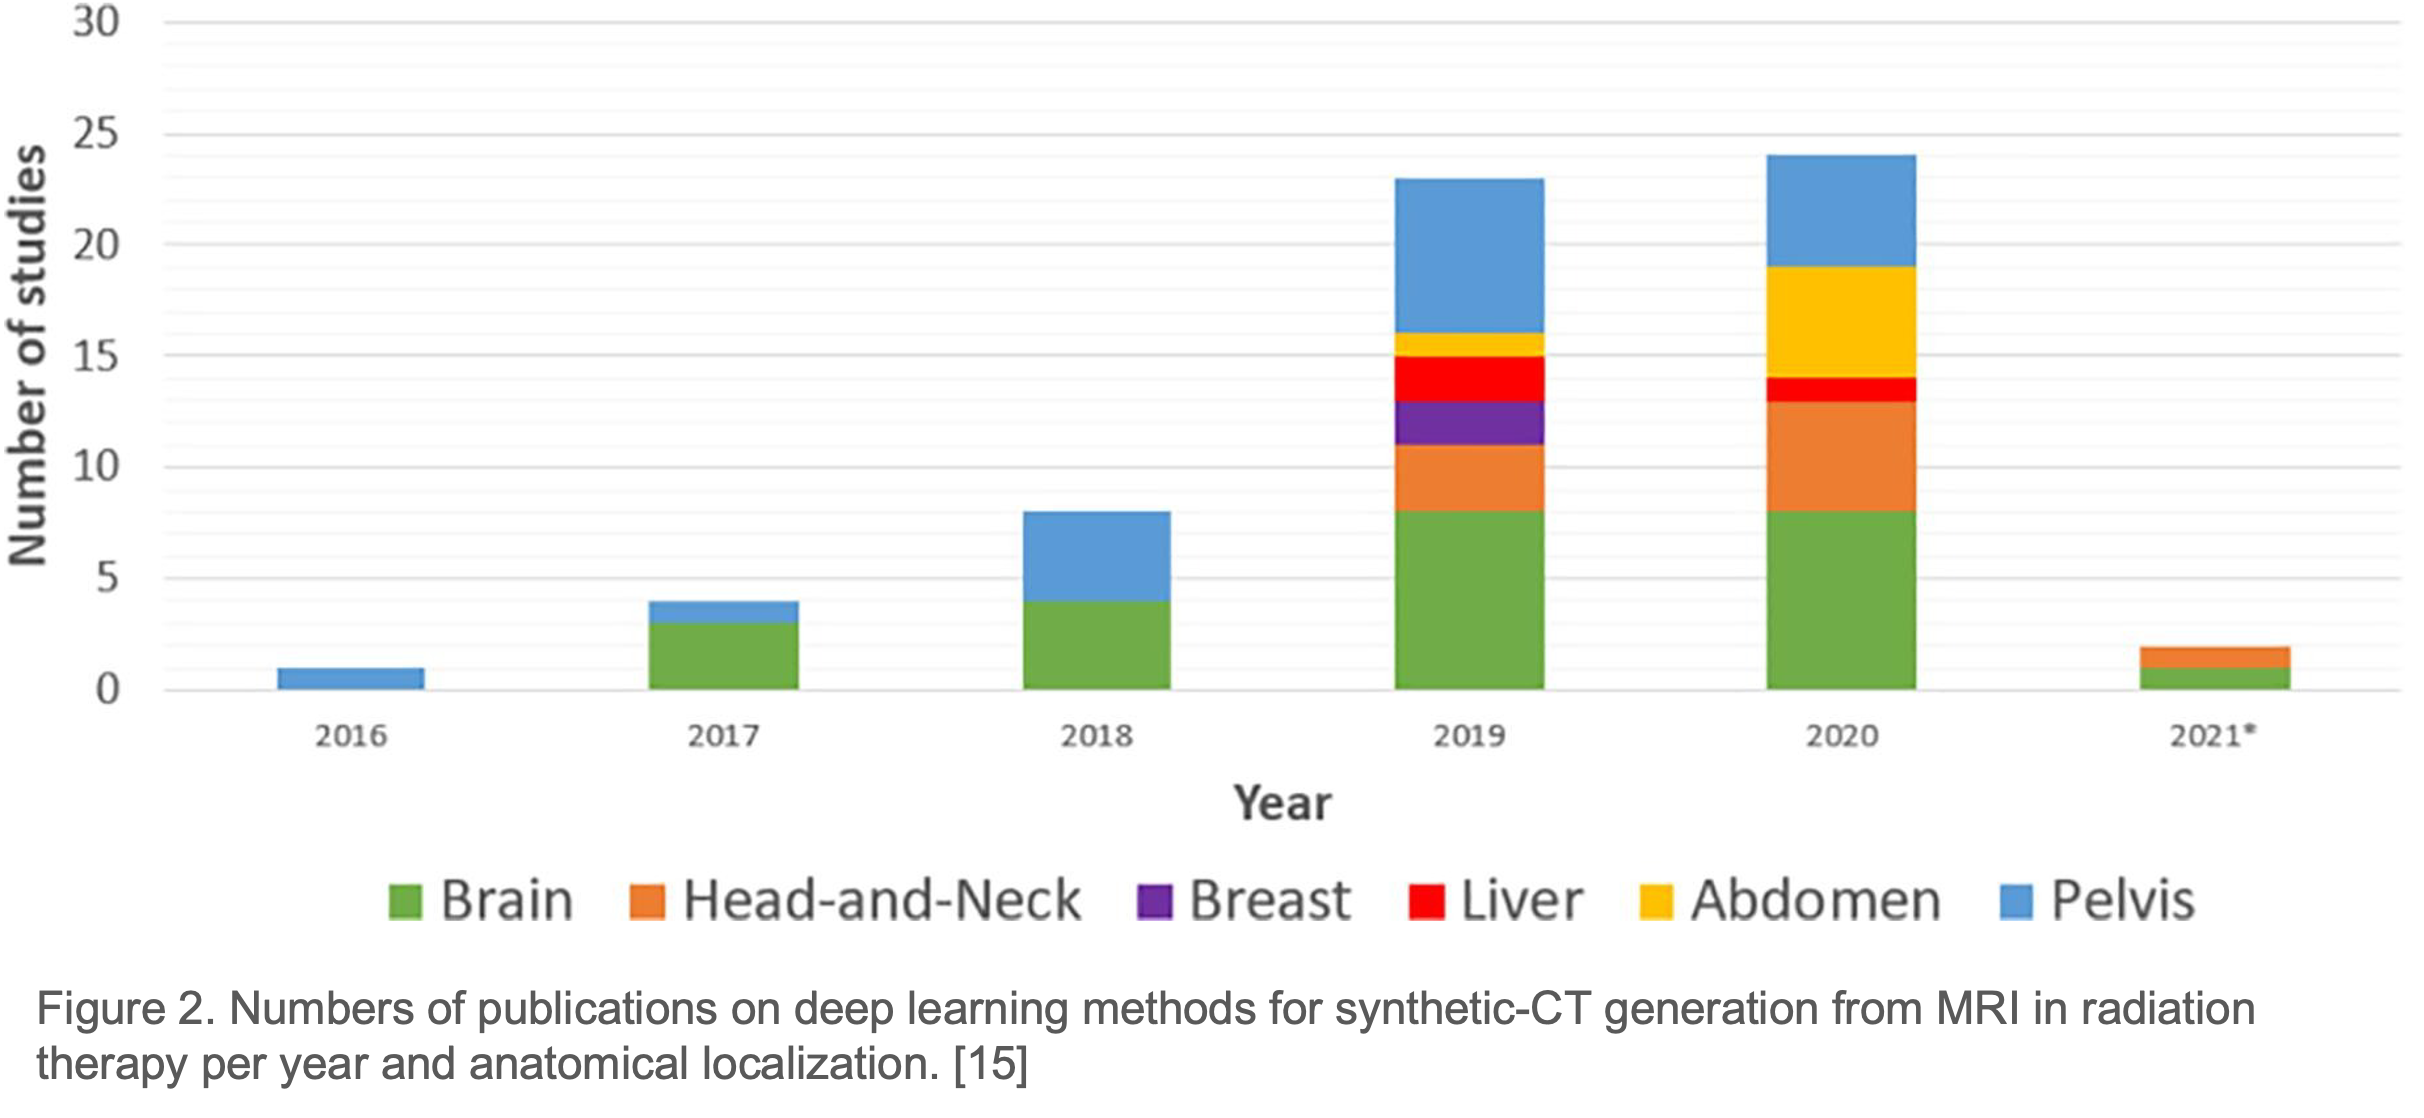 30
25
20
15
10
5
0
Number of studies
2016 2017 2018 2019 2020 2021*
Year
Brain Head-and-Neck Breast Liver Abdomen Pelvis
Figure 2. Numbers of publications on deep learning methods for synthetic-CT generation from MRI in radiation
therapy per year and anatomical localization. [15]